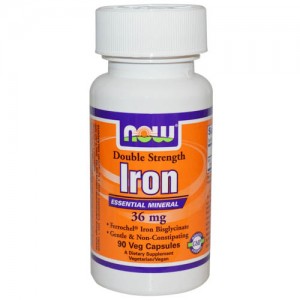 NOW
Double Strength
Iron
ESSENTIAL MINERAL
36 mg
• Ferrochel® Iron Bisglycinate
• Gentle & Non-Constipating
90 Veg Capsules
A Dietary Supplement
Vegetarian/Vegan